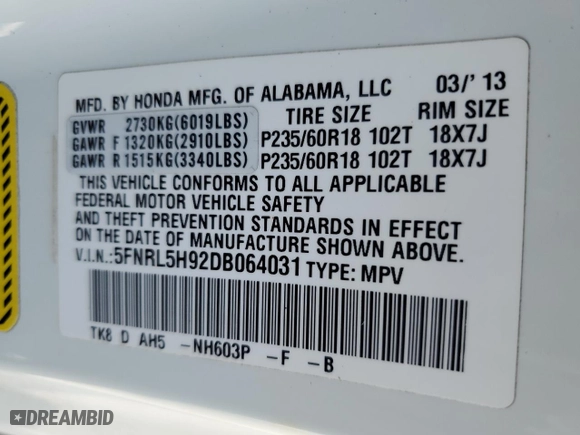 MFD. BY HONDA MFG. OF ALABAMA, LLC 03/'13
TIRE SIZE RIM SIZE
GVWR 2730KG(6019LBS)
GAWR F 1320KG(2910LBS) P235/60R18 102T 18X7J
GAWR R 1515KG(3340LBS) P235/60R18 102T 18X7J
THIS VEHICLE CONFORMS TO ALL APPLICABLE
FEDERAL MOTOR VEHICLE SAFETY
AND THEFT PREVENTION STANDARDS IN EFFECT
ON THE DATE OF MANUFACTURE SHOWN ABOVE.
V.I.N.:5FNRL5H92DB064031 TYPE: MPV
TK8 D AH5 -NH603P -F -B
DREAMBID